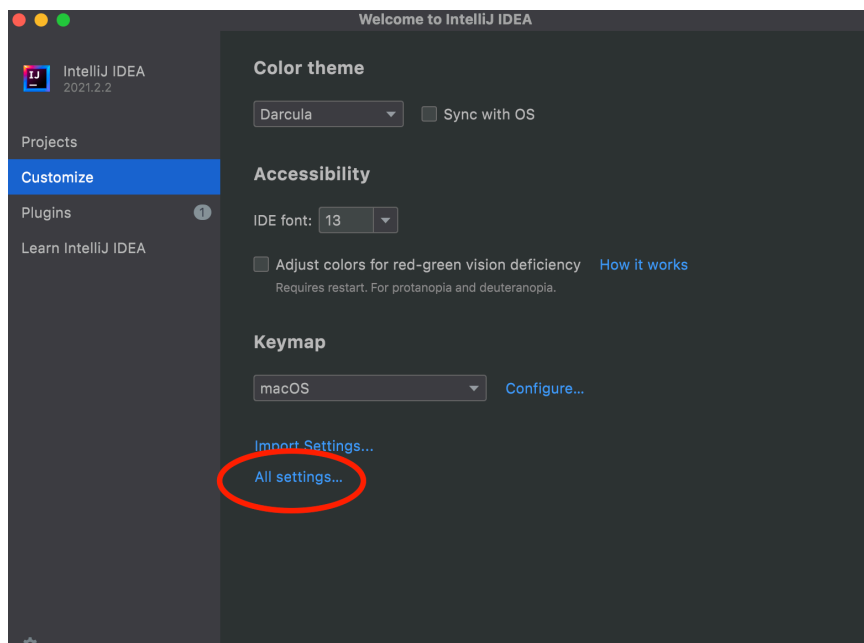 Welcome to IntelliJ IDEA
IJ
IntelliJ IDEA
2021.2.2
Projects
Customize
Plugins
1
Learn IntelliJ IDEA
Color theme
Darcula
Sync with OS
Accessibility
IDE font: 13
Adjust colors for red-green vision deficiency How it works
Requires restart. For protanopia and deuteranopia.
Keymap
macOS
Configure...
Import Settings...
All settings...